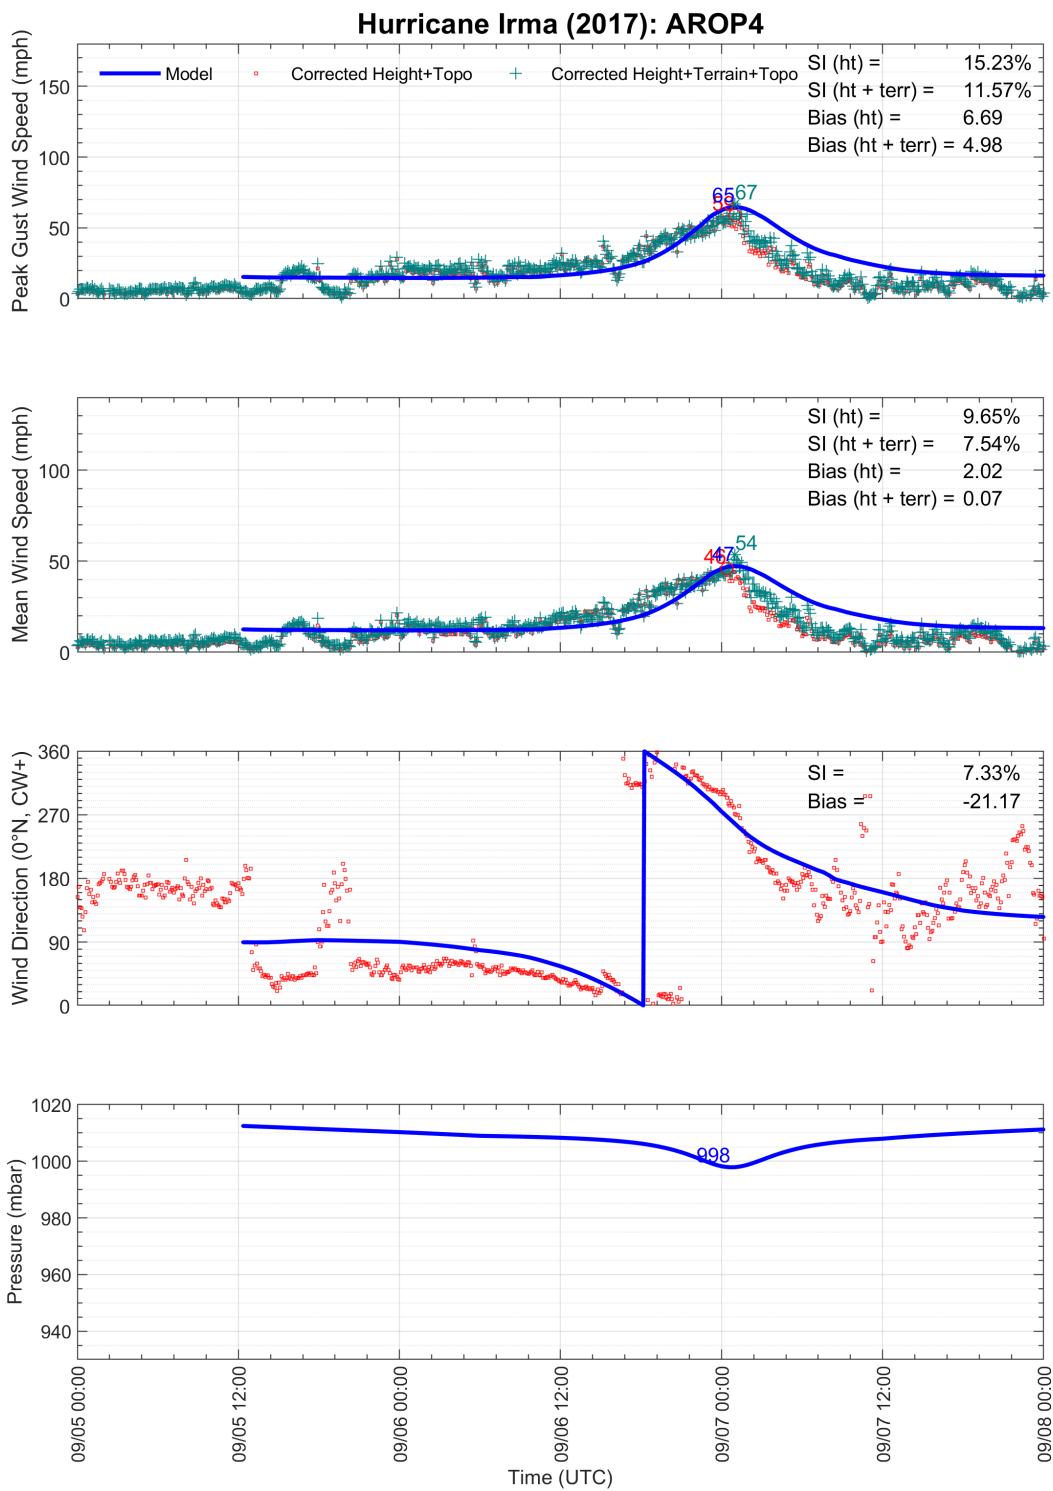 Hurricane Irma (2017): AROP4
Peak Gust Wind Speed (mph)
150
100
50
0
Model
Corrected Height+Topo
Corrected Height+Terrain+Topo
SI (ht) = 15.23%
SI (ht + terr) = 11.57%
Bias (ht) = 6.69
Bias (ht + terr) = 4.98
65
67
Mean Wind Speed (mph)
100
50
0
SI (ht) = 9.65%
SI (ht + terr) = 7.54%
Bias (ht) = 2.02
Bias (ht + terr) = 0.07
46
47
54
Wind Direction (0°N, CW+)
360
270
180
90
0
SI = 7.33%
Bias = -21.17
Pressure (mbar)
1020
1000
980
960
940
998
09/05 00:00
09/05 12:00
09/06 00:00
09/06 12:00
09/07 00:00
09/07 12:00
09/08 00:00
Time (UTC)